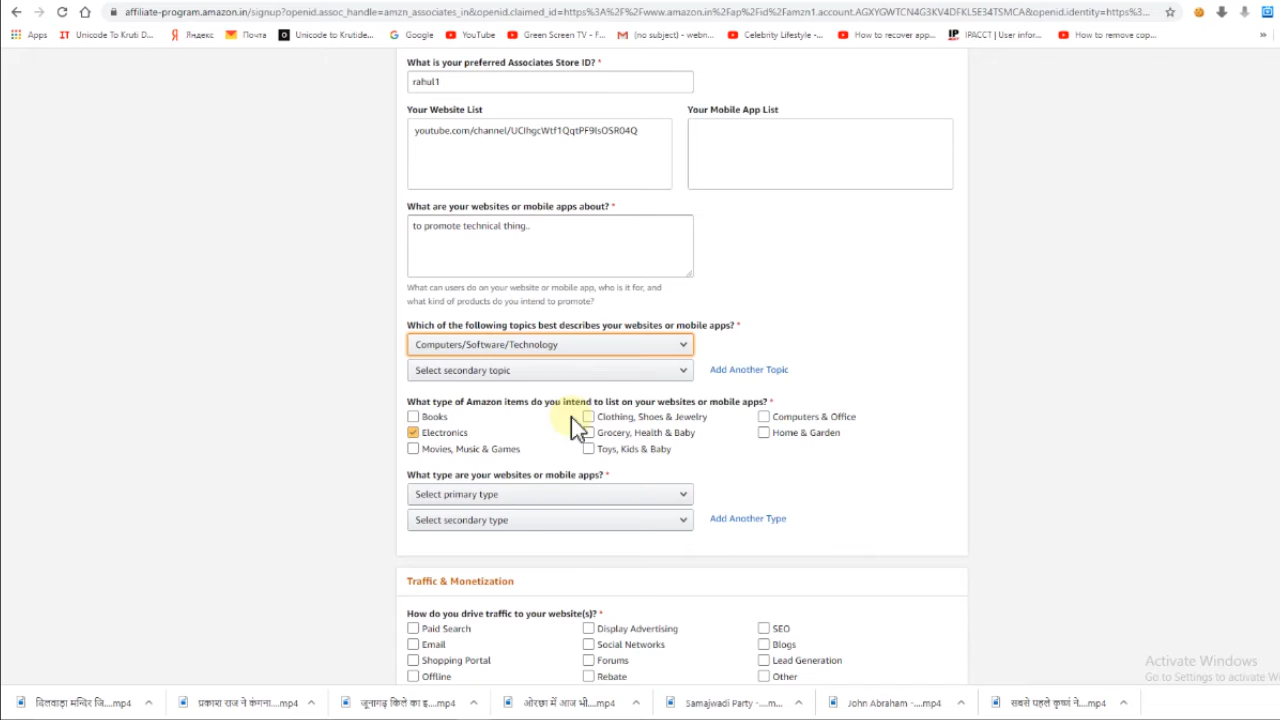 affiliate-program.amazon.in/signup?openid.assoc_handle=amzn_associates_in&openid.claimed_id=https%3A%2F%2Fwww.amazon.in%2Fap%2Fid%2Famzn1.account.AGXYGWTCN4G3KV4DFKL5E34TSMCA&openid.identity=https%3...
Apps
Unicode To Kruti D...
Яндекс
Почта
Unicode to Krutide...
Google
YouTube
Green Screen TV - F...
(no subject) - webn...
Celebrity Lifestyle -...
How to recover app...
IPACCT | User infor...
How to remove cop...
What is your preferred Associates Store ID? *
rahul1
Your Website List
Your Mobile App List
youtube.com/channel/UCIhgcWtf1QqtPF9lsOSR04Q
What are your websites or mobile apps about? *
to promote technical thing..
What can users do on your website or mobile app, who is it for, and
what kind of products do you intend to promote?
Which of the following topics best describes your websites or mobile apps? *
Computers/Software/Technology
Select secondary topic
Add Another Topic
What type of Amazon items do you intend to list on your websites or mobile apps? *
Books
Clothing, Shoes & Jewelry
Computers & Office
Electronics
Grocery, Health & Baby
Home & Garden
Movies, Music & Games
Toys, Kids & Baby
What type are your websites or mobile apps? *
Select primary type
Select secondary type
Add Another Type
Traffic & Monetization
How do you drive traffic to your website(s)? *
Paid Search
Display Advertising
SEO
Email
Social Networks
Blogs
Shopping Portal
Forums
Lead Generation
Offline
Rebate
Other
Activate Windows
Go to Settings to activate W
दिलवाड़ा मन्दिर जि....mp4
प्रकाश राज ने कंगना....mp4
जूनागढ़ किले का इ....mp4
ओरछा में आज भी....mp4
Samajwadi Party -....m...
John Abraham -....mp4
सबसे पहले कृष्ण ने....mp4